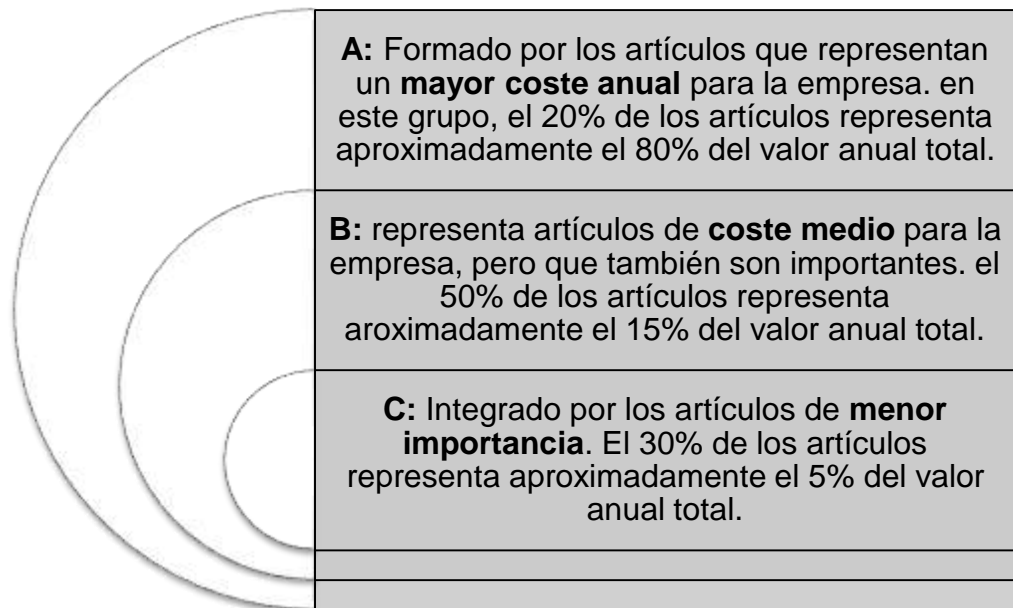 A: Formado por los artículos que representan
un mayor coste anual para la empresa. en
este grupo, el 20% de los artículos representa
aproximadamente el 80% del valor anual total.
B: representa artículos de coste medio para la
empresa, pero que también son importantes. el
50% de los artículos representa
aroximadamente el 15% del valor anual total.
C: Integrado por los artículos de menor
importancia. El 30% de los artículos
representa aproximadamente el 5% del valor
anual total.